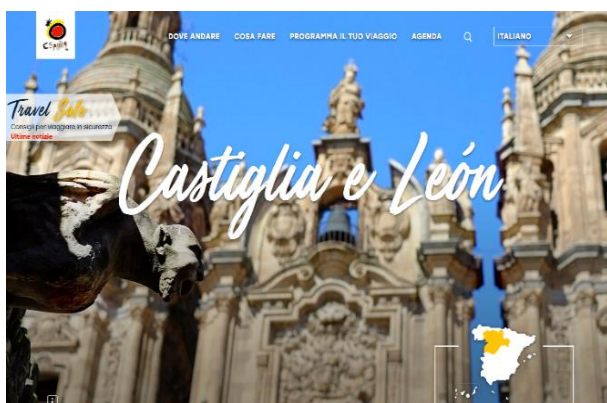 DOVE ANDARE COSA FARE PROGRAMMA IL TUO VIAGGIO AGENDA ITALIANO
España
Travel Safe
Consigli per viaggiare in sicurezza
Ultime notizie
Castiglia e León